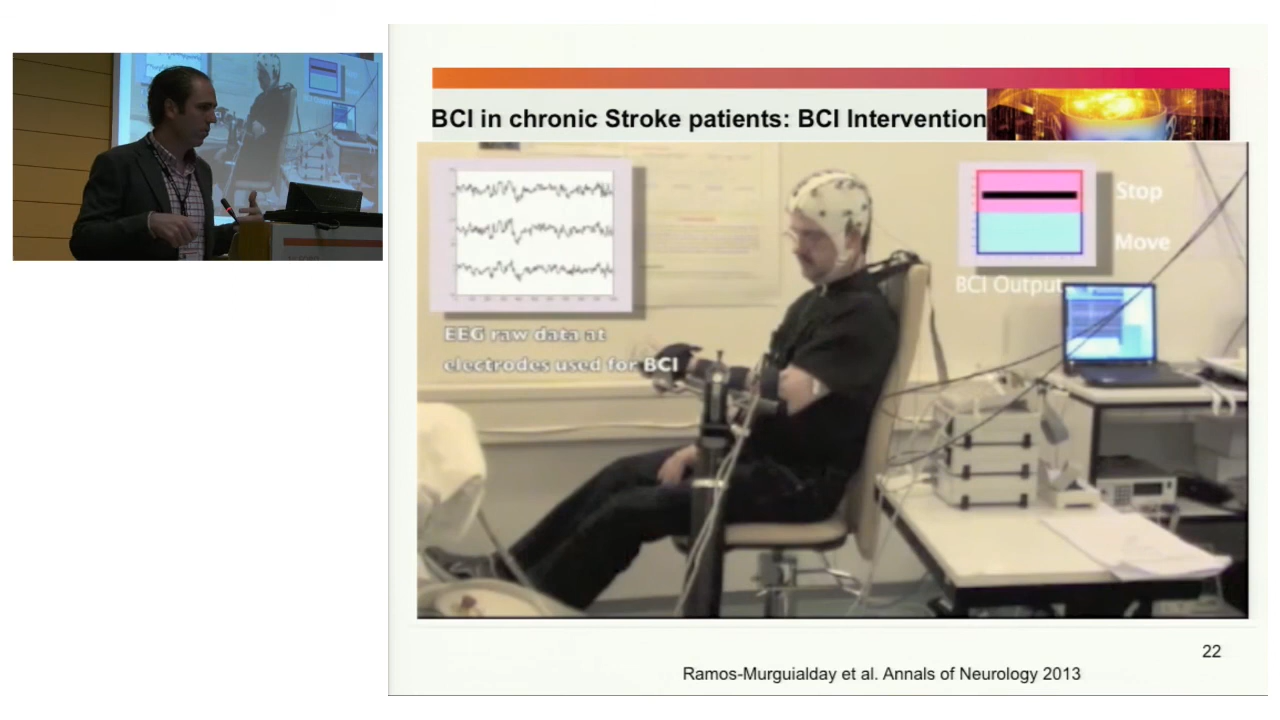 BCI in chronic Stroke patients: BCI Intervention
Stop
Move
BCI Output
EEG raw data at
electrodes used for BCI
22
Ramos-Murguialday et al. Annals of Neurology 2013